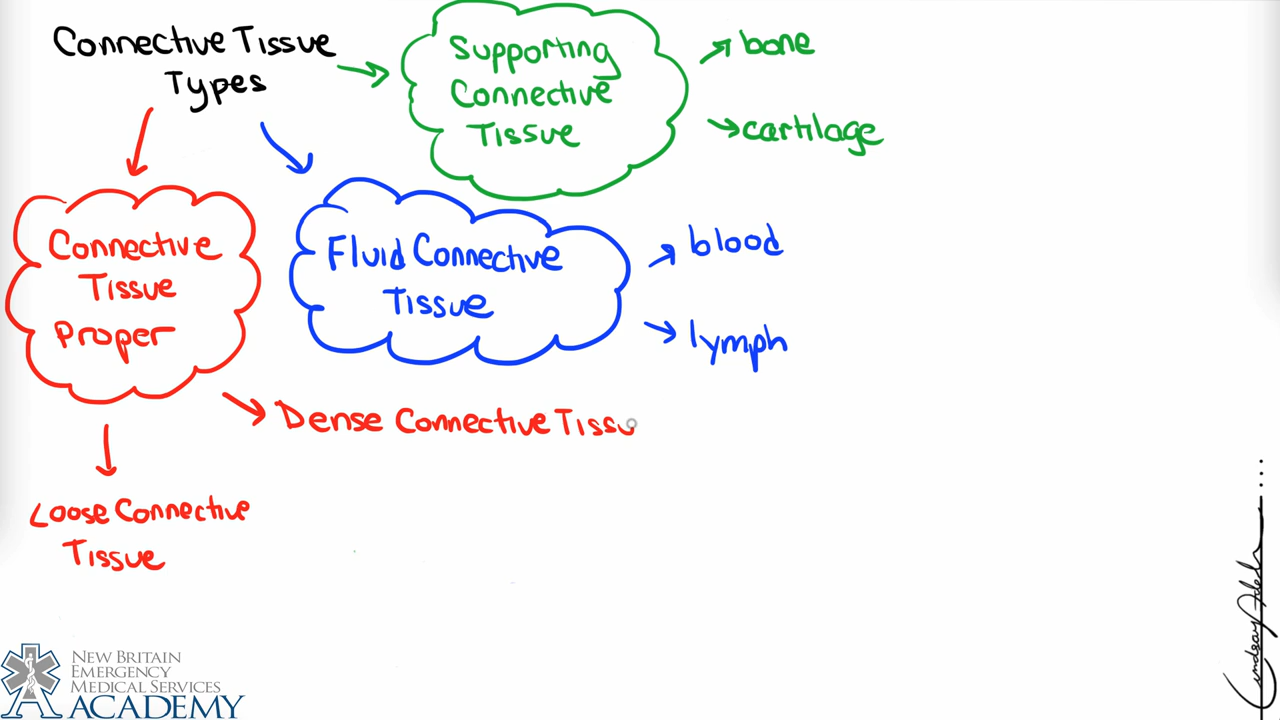 Connective Tissue
Types
Supporting
Connective
Tissue
bone
cartilage
Connective
Tissue
Proper
Fluid Connective
Tissue
blood
lymph
Dense Connective Tissu
Loose Connective
Tissue
NEW BRITAIN
EMERGENCY
MEDICAL SERVICES
ACADEMY
Lindsay